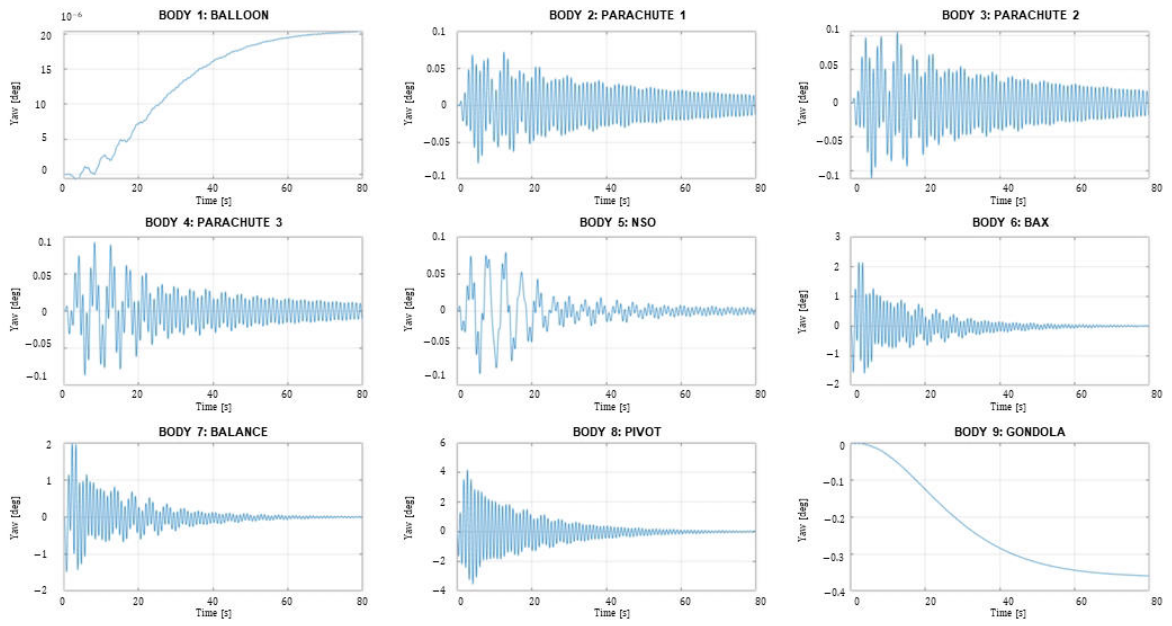 BODY 1: BALLOON
10⁻⁶
20
15
10
5
0
Yaw [deg]
0 20 40 60 80
Time [s]
BODY 2: PARACHUTE 1
0.1
0.05
0
−0.05
−0.1
Yaw [deg]
0 20 40 60 80
Time [s]
BODY 3: PARACHUTE 2
0.1
0.05
0
−0.05
−0.1
Yaw [deg]
0 20 40 60 80
Time [s]
BODY 4: PARACHUTE 3
0.1
0.05
0
−0.05
−0.1
Yaw [deg]
0 20 40 60 80
Time [s]
BODY 5: NSO
0.1
0.05
0
−0.05
−0.1
Yaw [deg]
0 20 40 60 80
Time [s]
BODY 6: BAX
3
2
1
0
−1
−2
Yaw [deg]
0 20 40 60 80
Time [s]
BODY 7: BALANCE
2
1
0
−1
−2
Yaw [deg]
0 20 40 60 80
Time [s]
BODY 8: PIVOT
6
4
2
0
−2
−4
Yaw [deg]
0 20 40 60 80
Time [s]
BODY 9: GONDOLA
0
−0.1
−0.2
−0.3
−0.4
Yaw [deg]
0 20 40 60 80
Time [s]